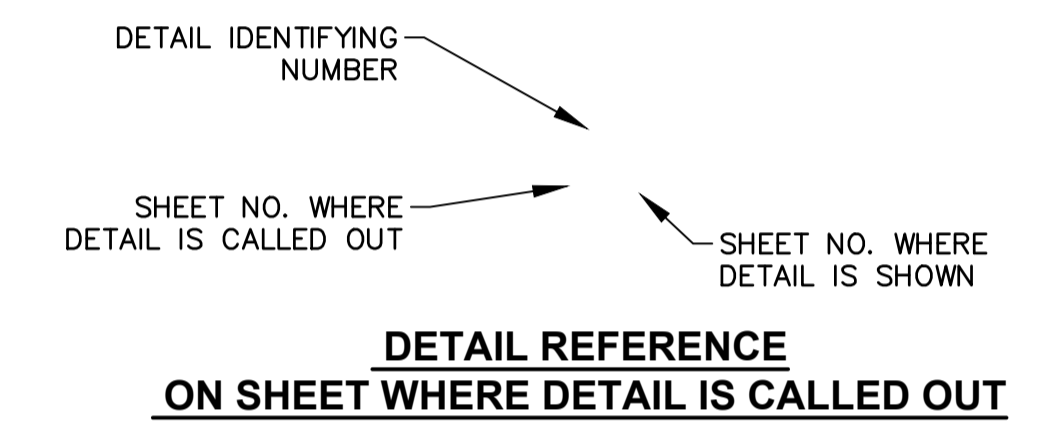 DETAIL IDENTIFYING
NUMBER
SHEET NO. WHERE
DETAIL IS CALLED OUT
SHEET NO. WHERE
DETAIL IS SHOWN
DETAIL REFERENCE
ON SHEET WHERE DETAIL IS CALLED OUT